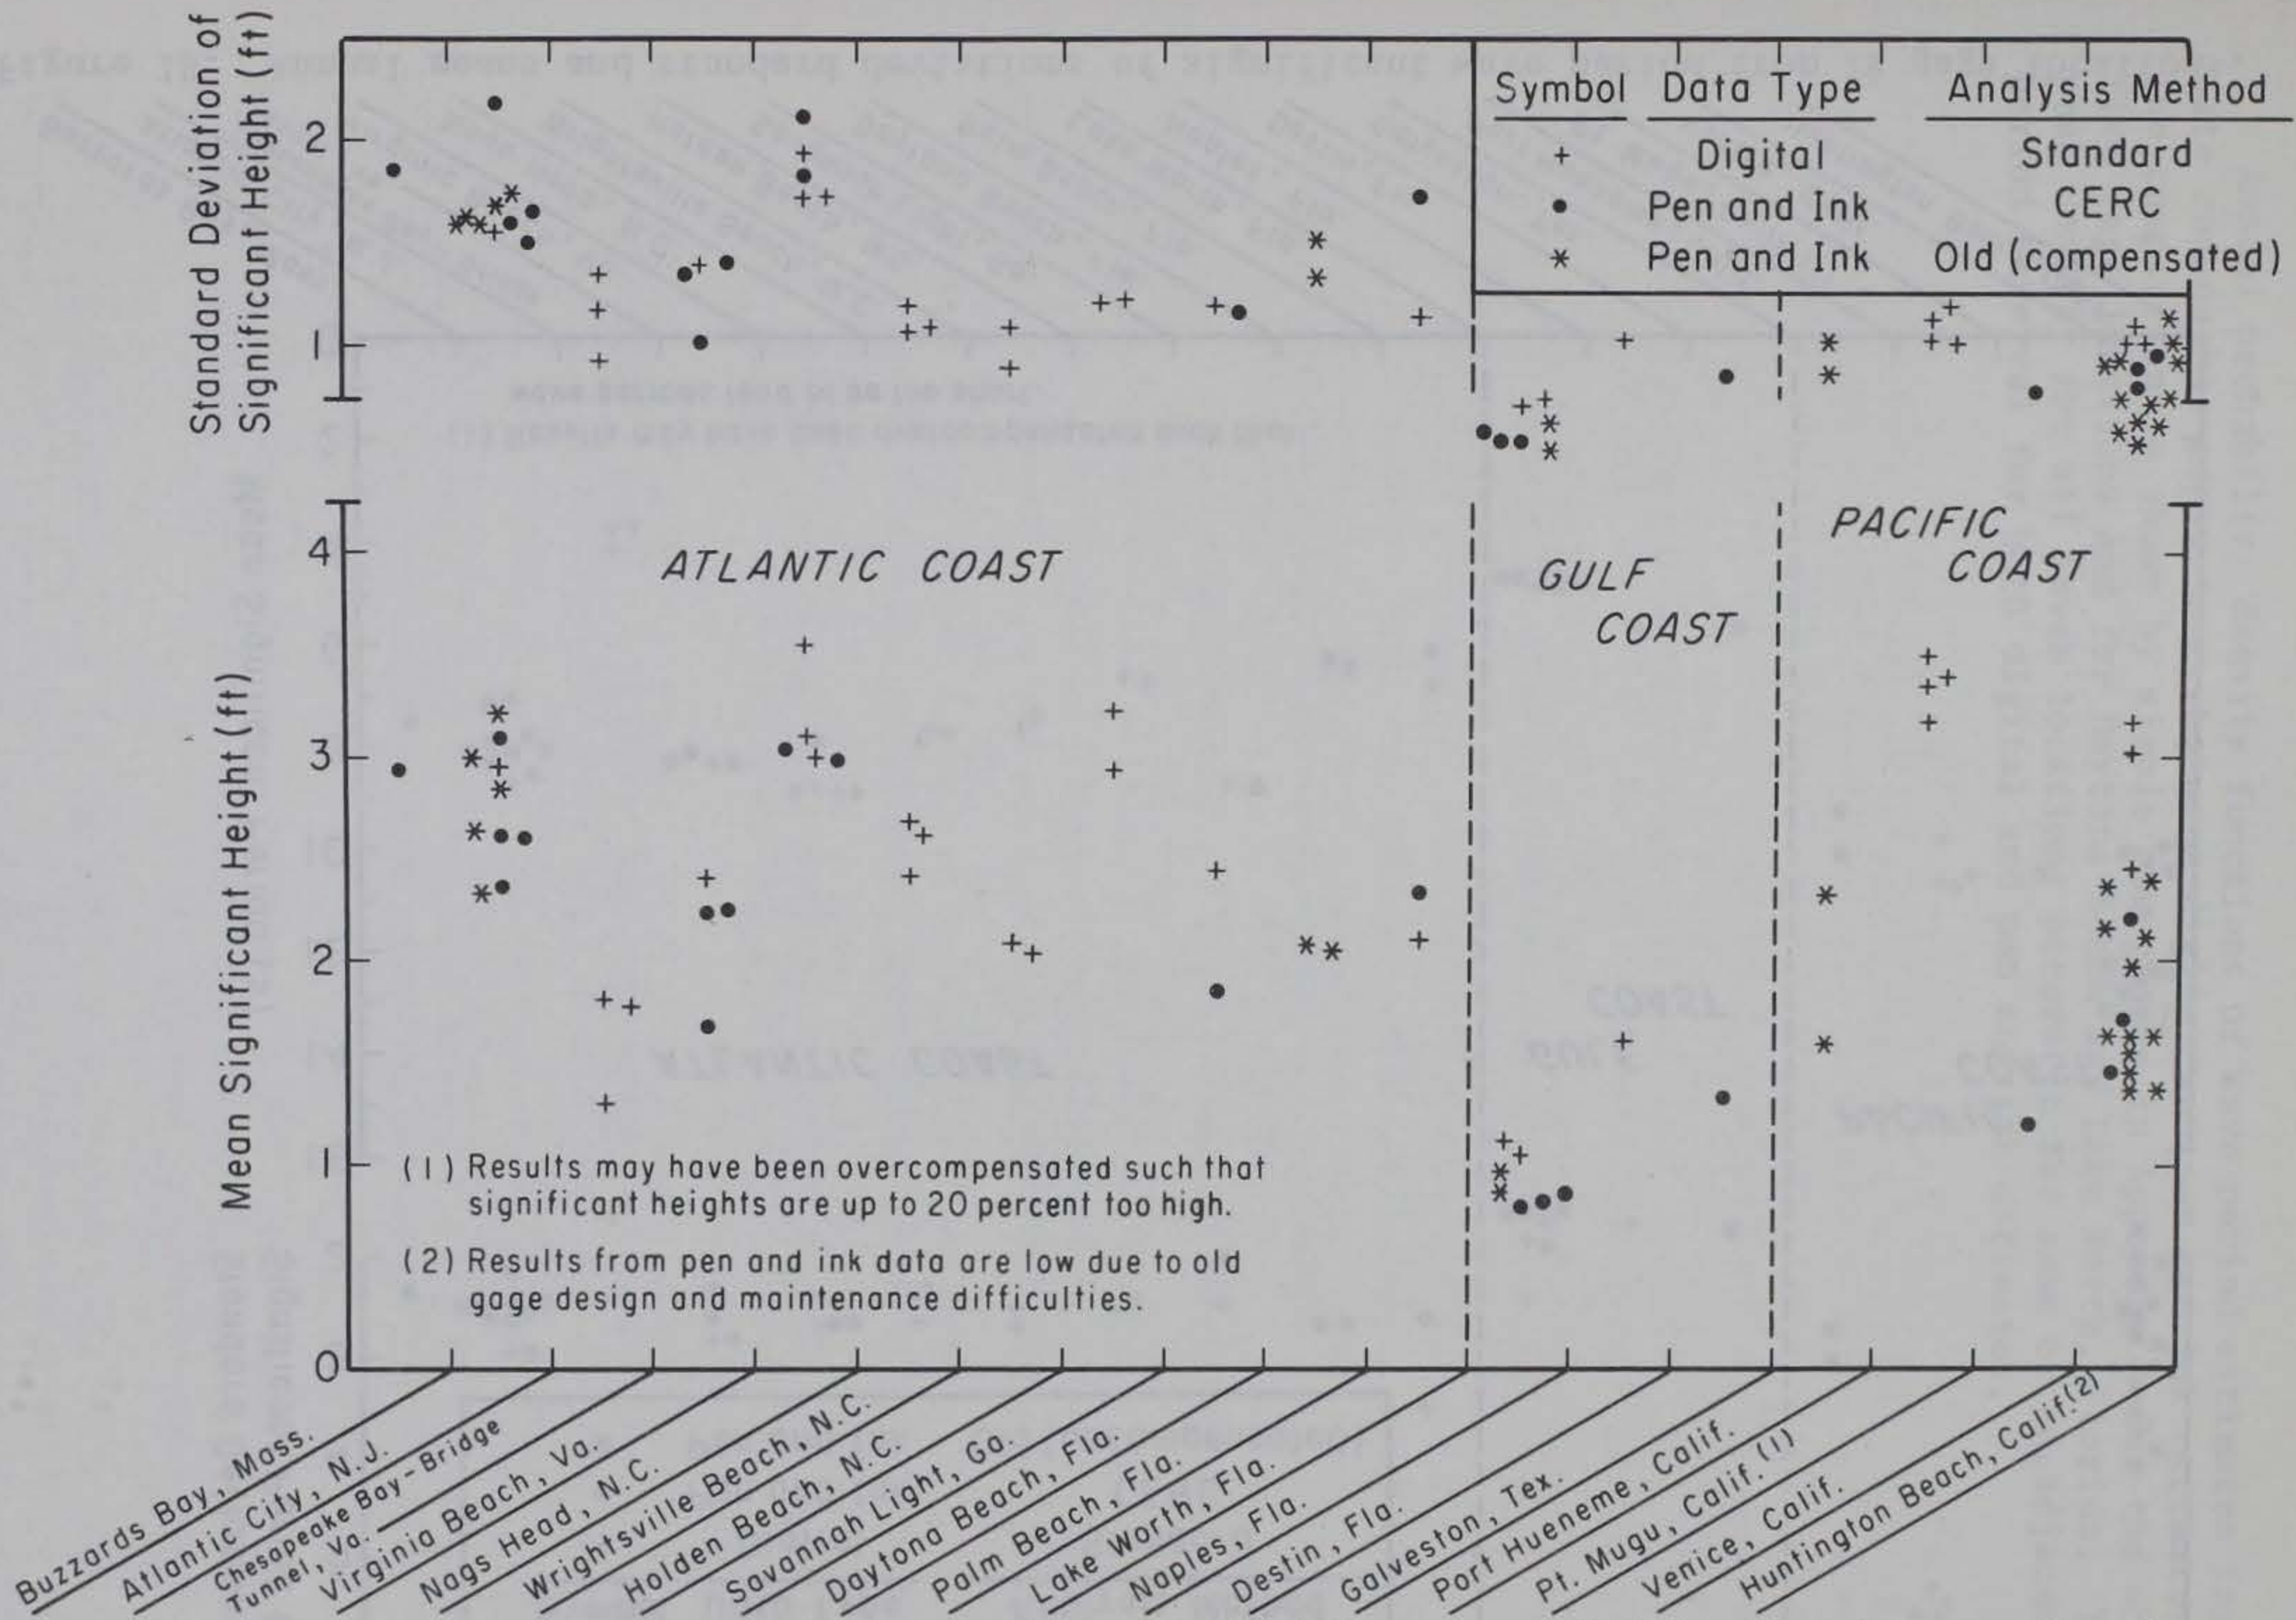 Standard Deviation of
Significant Height (ft)
2
1
Symbol Data Type Analysis Method
+ Digital Standard
• Pen and Ink CERC
* Pen and Ink Old (compensated)
Mean Significant Height (ft)
4
3
2
1
0
ATLANTIC COAST
GULF
COAST
PACIFIC
COAST
(1) Results may have been overcompensated such that
significant heights are up to 20 percent too high.
(2) Results from pen and ink data are low due to old
gage design and maintenance difficulties.
Buzzards Bay, Mass.
Atlantic City, N.J.
Chesapeake Bay-Bridge
Tunnel, Va.
Virginia Beach, Va.
Nags Head, N.C.
Wrightsville Beach, N.C.
Holden Beach, N.C.
Savannah Light, Ga.
Daytona Beach, Fla.
Palm Beach, Fla.
Lake Worth, Fla.
Naples, Fla.
Destin, Fla.
Galveston, Tex.
Port Hueneme, Calif.
Pt. Mugu, Calif.(1)
Venice, Calif.
Huntington Beach, Calif.(2)